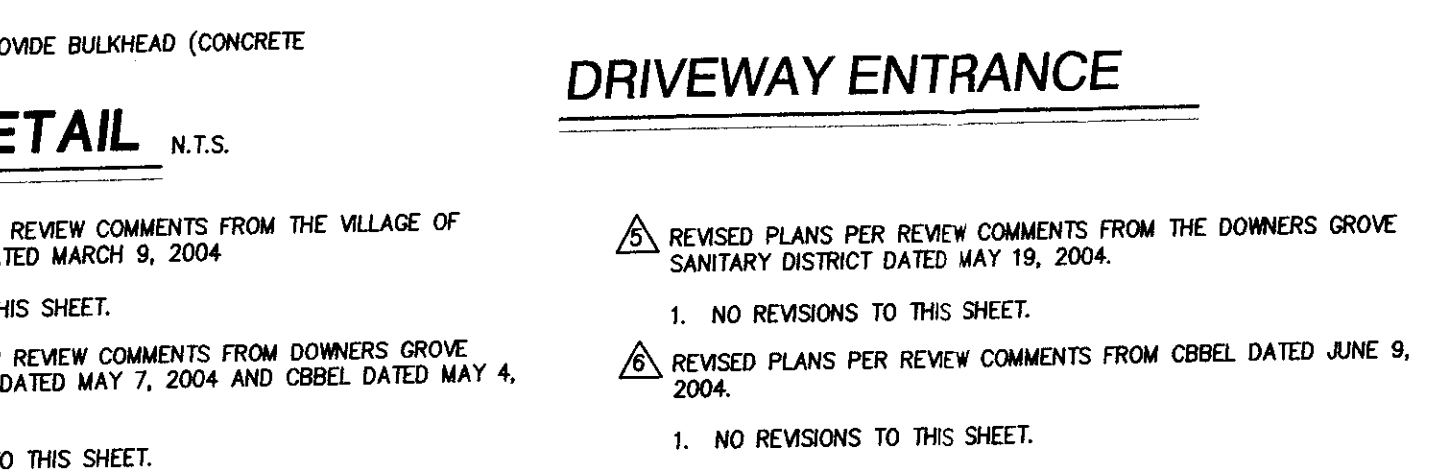 OVIDE BULKHEAD (CONCRETE
ETAIL N.T.S.
REVIEW COMMENTS FROM THE VILLAGE OF
TED MARCH 9, 2004
HIS SHEET.
REVIEW COMMENTS FROM DOWNERS GROVE
DATED MAY 7, 2004 AND CBBEL DATED MAY 4,
O THIS SHEET.
DRIVEWAY ENTRANCE
5 REVISED PLANS PER REVIEW COMMENTS FROM THE DOWNERS GROVE
SANITARY DISTRICT DATED MAY 19, 2004.
1. NO REVISIONS TO THIS SHEET.
6 REVISED PLANS PER REVIEW COMMENTS FROM CBBEL DATED JUNE 9,
2004.
1. NO REVISIONS TO THIS SHEET.